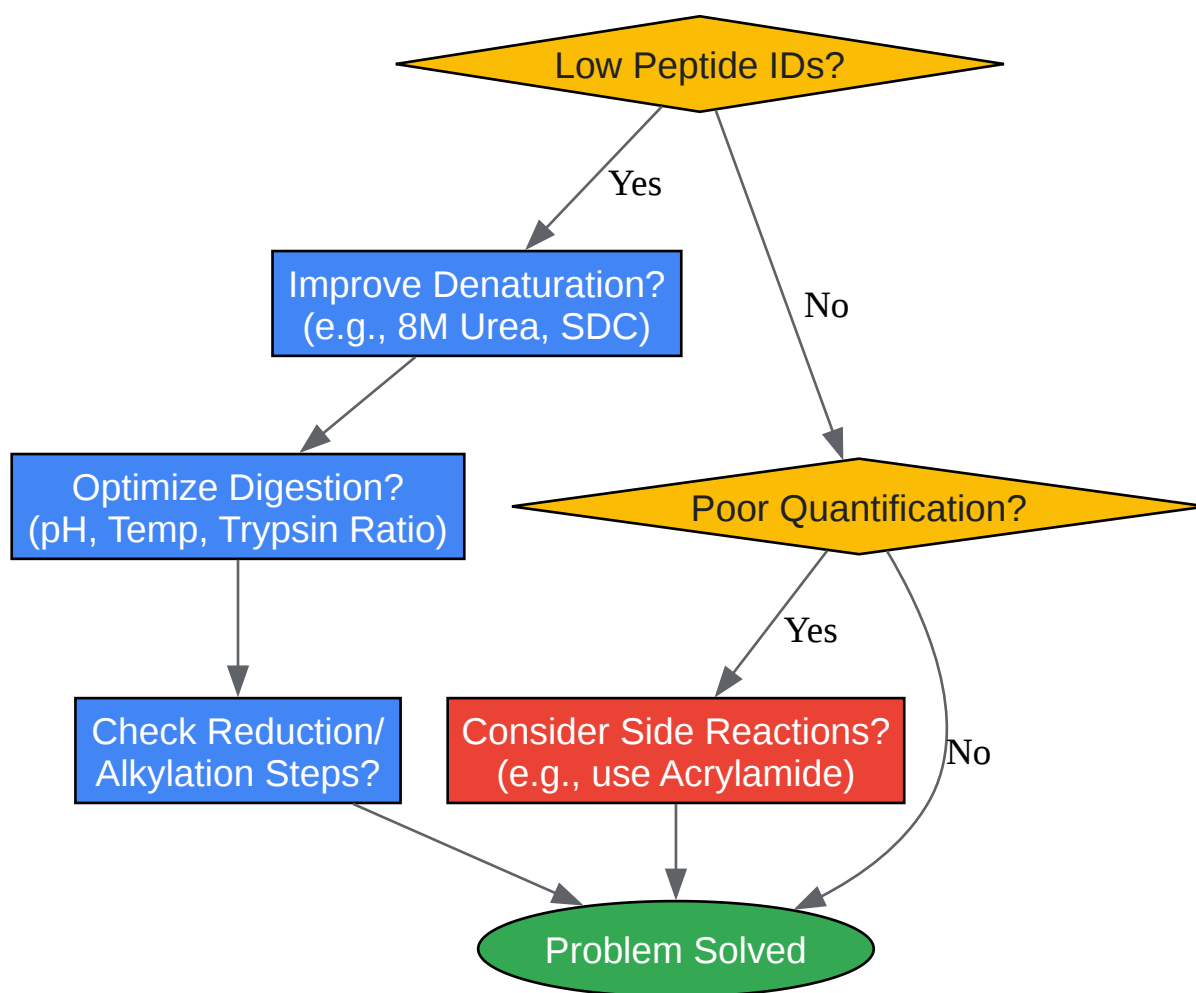 Low Peptide IDs?
Yes
Improve Denaturation?
(e.g., 8M Urea, SDC)
No
Optimize Digestion?
(pH, Temp, Trypsin Ratio)
Poor Quantification?
Yes
Check Reduction/
Alkylation Steps?
Consider Side Reactions?
(e.g., use Acrylamide)
No
Problem Solved